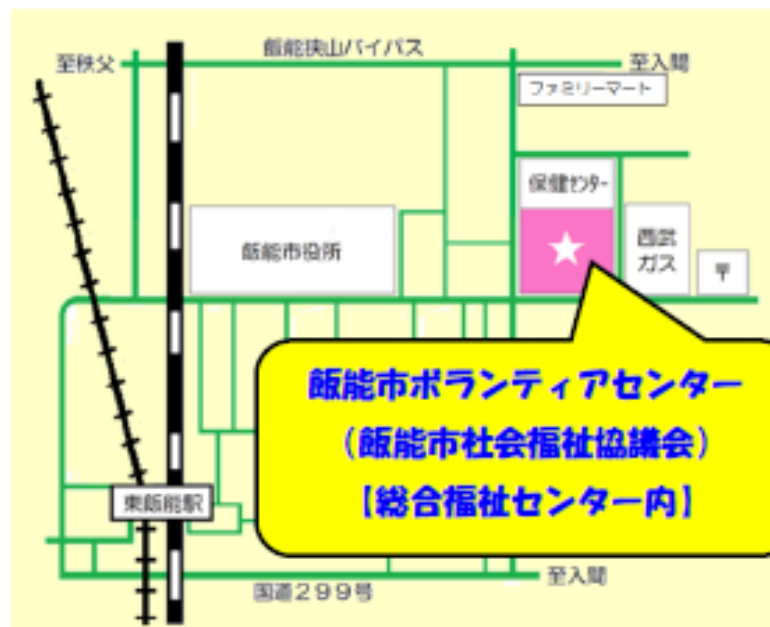 飯能狭山バイパス
至秩父
至入間
ファミリーマート
保健ｾﾝﾀｰ
飯能市役所
西武
ガス
〒
飯能市ボランティアセンター
（飯能市社会福祉協議会）
【総合福祉センター内】
東飯能駅
至入間
国道２９９号